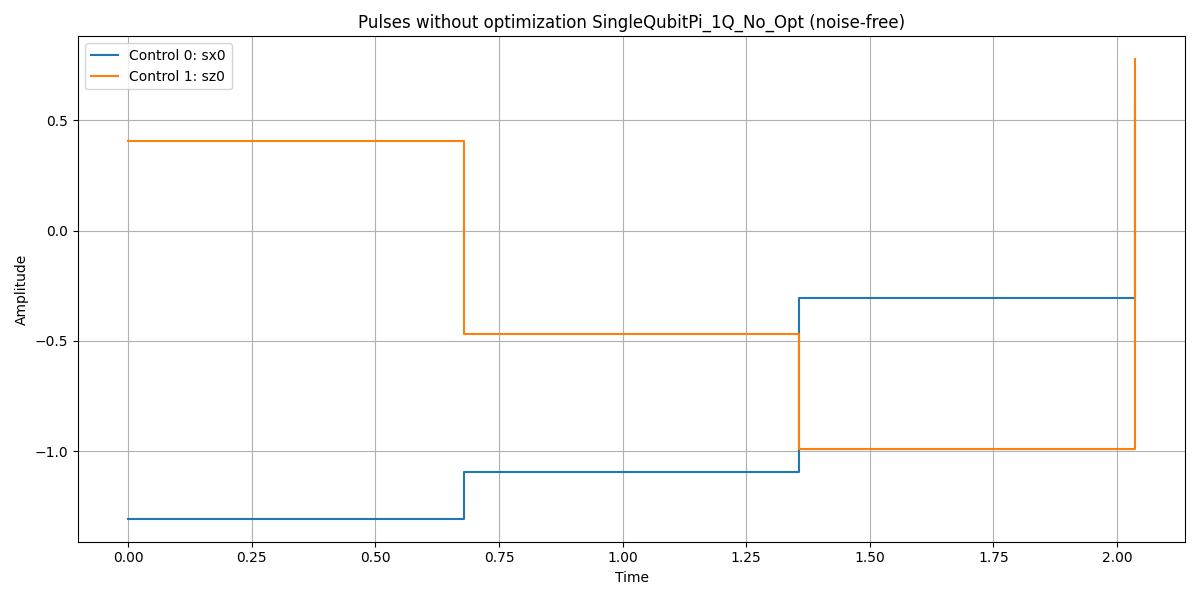 Pulses without optimization SingleQubitPi_1Q_No_Opt (noise-free)
Control 0: sx0
Control 1: sz0
Amplitude
0.5
0.0
−0.5
−1.0
0.00 0.25 0.50 0.75 1.00 1.25 1.50 1.75 2.00
Time